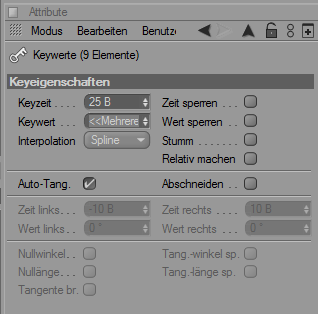 Attribute
Modus Bearbeiten Benutze
Keywerte (9 Elemente)
Keyeigenschaften
Keyzeit . . . . 25 B Zeit sperren . . .
Keywert . . . <<Mehrere Wert sperren . . .
Interpolation Spline Stumm . . . . . . .
Relativ machen
Auto-Tang. Abschneiden . . .
Zeit links. . . -10 B Zeit rechts . . . . 10 B
Wert links. . . 0 ° Wert rechts . . . 0 °
Nullwinkel. . Tang.-winkel sp.
Nullänge. . . Tang.-länge sp.
Tangente br.